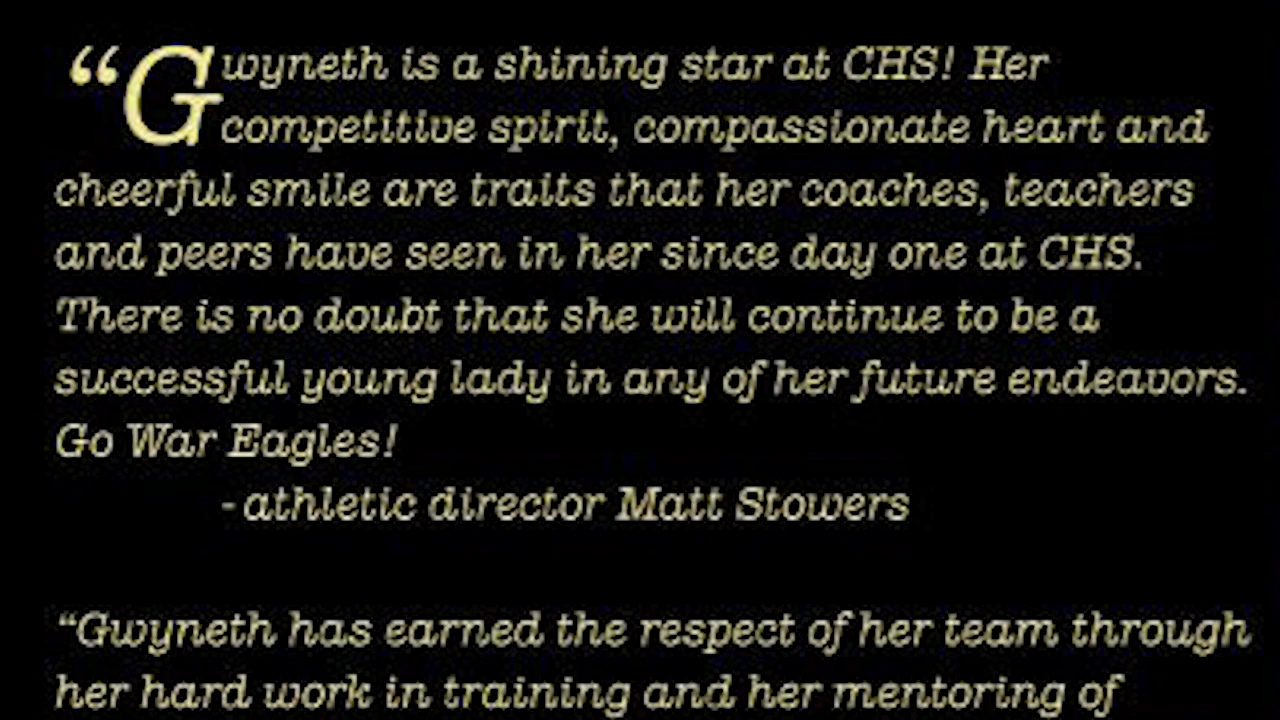 “Gwyneth is a shining star at CHS! Her
competitive spirit, compassionate heart and
cheerful smile are traits that her coaches, teachers
and peers have seen in her since day one at CHS.
There is no doubt that she will continue to be a
successful young lady in any of her future endeavors.
Go War Eagles!
- athletic director Matt Stowers
“Gwyneth has earned the respect of her team through
her hard work in training and her mentoring of